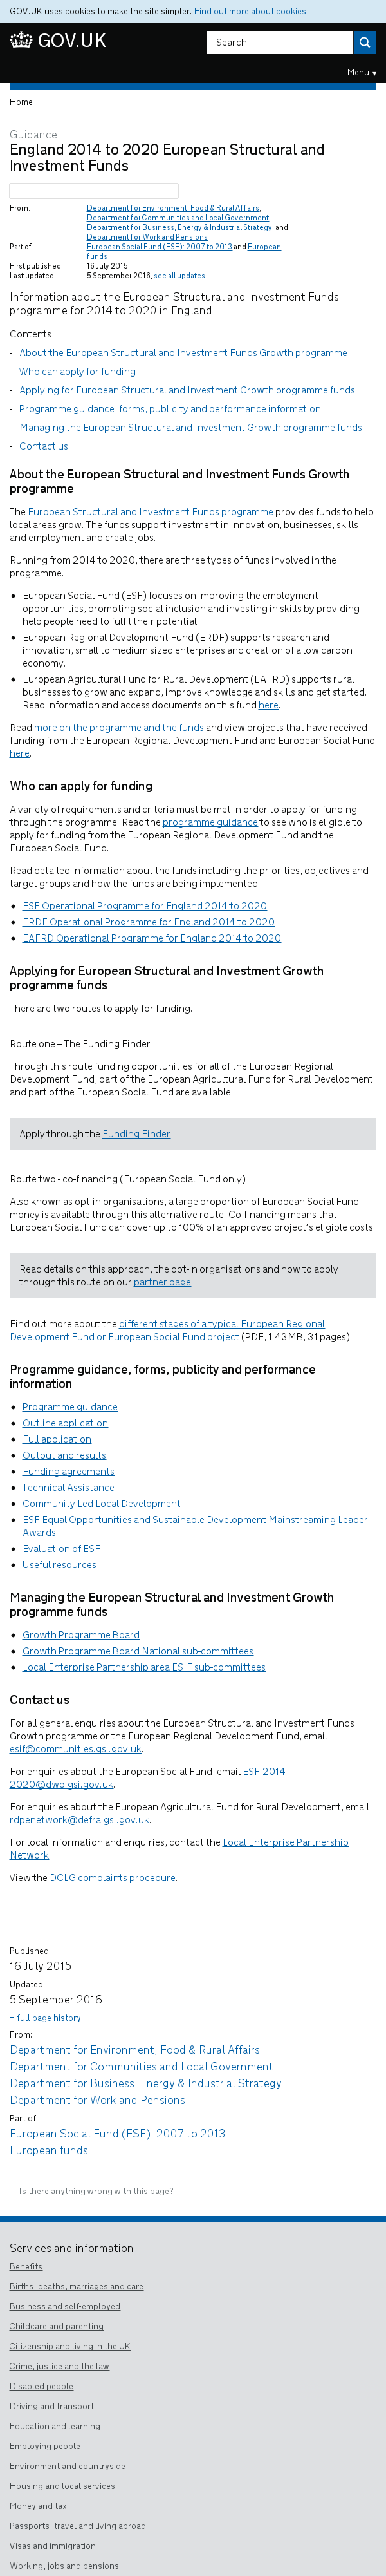 GOV.UK uses cookies to make the site simpler. Find out more about cookies
GOV.UK
Search
Menu ▾
Home
Guidance
England 2014 to 2020 European Structural and
Investment Funds
From: Department for Environment, Food & Rural Affairs,
Department for Communities and Local Government,
Department for Business, Energy & Industrial Strategy, and
Department for Work and Pensions
Part of: European Social Fund (ESF): 2007 to 2013 and European
funds
First published: 16 July 2015
Last updated: 5 September 2016, see all updates
Information about the European Structural and Investment Funds
programme for 2014 to 2020 in England.
Contents
- About the European Structural and Investment Funds Growth programme
- Who can apply for funding
- Applying for European Structural and Investment Growth programme funds
- Programme guidance, forms, publicity and performance information
- Managing the European Structural and Investment Growth programme funds
- Contact us
About the European Structural and Investment Funds Growth
programme
The European Structural and Investment Funds programme provides funds to help
local areas grow. The funds support investment in innovation, businesses, skills
and employment and create jobs.
Running from 2014 to 2020, there are three types of funds involved in the
programme.
• European Social Fund (ESF) focuses on improving the employment
opportunities, promoting social inclusion and investing in skills by providing
help people need to fulfil their potential.
• European Regional Development Fund (ERDF) supports research and
innovation, small to medium sized enterprises and creation of a low carbon
economy.
• European Agricultural Fund for Rural Development (EAFRD) supports rural
businesses to grow and expand, improve knowledge and skills and get started.
Read information and access documents on this fund here.
Read more on the programme and the funds and view projects that have received
funding from the European Regional Development Fund and European Social Fund
here.
Who can apply for funding
A variety of requirements and criteria must be met in order to apply for funding
through the programme. Read the programme guidance to see who is eligible to
apply for funding from the European Regional Development Fund and the
European Social Fund.
Read detailed information about the funds including the priorities, objectives and
target groups and how the funds are being implemented:
• ESF Operational Programme for England 2014 to 2020
• ERDF Operational Programme for England 2014 to 2020
• EAFRD Operational Programme for England 2014 to 2020
Applying for European Structural and Investment Growth
programme funds
There are two routes to apply for funding.
Route one – The Funding Finder
Through this route funding opportunities for all of the European Regional
Development Fund, part of the European Agricultural Fund for Rural Development
and part of the European Social Fund are available.
Apply through the Funding Finder
Route two - co-financing (European Social Fund only)
Also known as opt-in organisations, a large proportion of European Social Fund
money is available through this alternative route. Co-financing means that
European Social Fund can cover up to 100% of an approved project's eligible costs.
Read details on this approach, the opt-in organisations and how to apply
through this route on our partner page.
Find out more about the different stages of a typical European Regional
Development Fund or European Social Fund project (PDF, 1.43MB, 31 pages) .
Programme guidance, forms, publicity and performance
information
• Programme guidance
• Outline application
• Full application
• Output and results
• Funding agreements
• Technical Assistance
• Community Led Local Development
• ESF Equal Opportunities and Sustainable Development Mainstreaming Leader
Awards
• Evaluation of ESF
• Useful resources
Managing the European Structural and Investment Growth
programme funds
• Growth Programme Board
• Growth Programme Board National sub-committees
• Local Enterprise Partnership area ESIF sub-committees
Contact us
For all general enquiries about the European Structural and Investment Funds
Growth programme or the European Regional Development Fund, email
esif@communities.gsi.gov.uk.
For enquiries about the European Social Fund, email ESF.2014-
2020@dwp.gsi.gov.uk.
For enquiries about the European Agricultural Fund for Rural Development, email
rdpenetwork@defra.gsi.gov.uk.
For local information and enquiries, contact the Local Enterprise Partnership
Network.
View the DCLG complaints procedure.
Published:
16 July 2015
Updated:
5 September 2016
+ full page history
From:
Department for Environment, Food & Rural Affairs
Department for Communities and Local Government
Department for Business, Energy & Industrial Strategy
Department for Work and Pensions
Part of:
European Social Fund (ESF): 2007 to 2013
European funds
Is there anything wrong with this page?
Services and information
Benefits
Births, deaths, marriages and care
Business and self-employed
Childcare and parenting
Citizenship and living in the UK
Crime, justice and the law
Disabled people
Driving and transport
Education and learning
Employing people
Environment and countryside
Housing and local services
Money and tax
Passports, travel and living abroad
Visas and immigration
Working, jobs and pensions